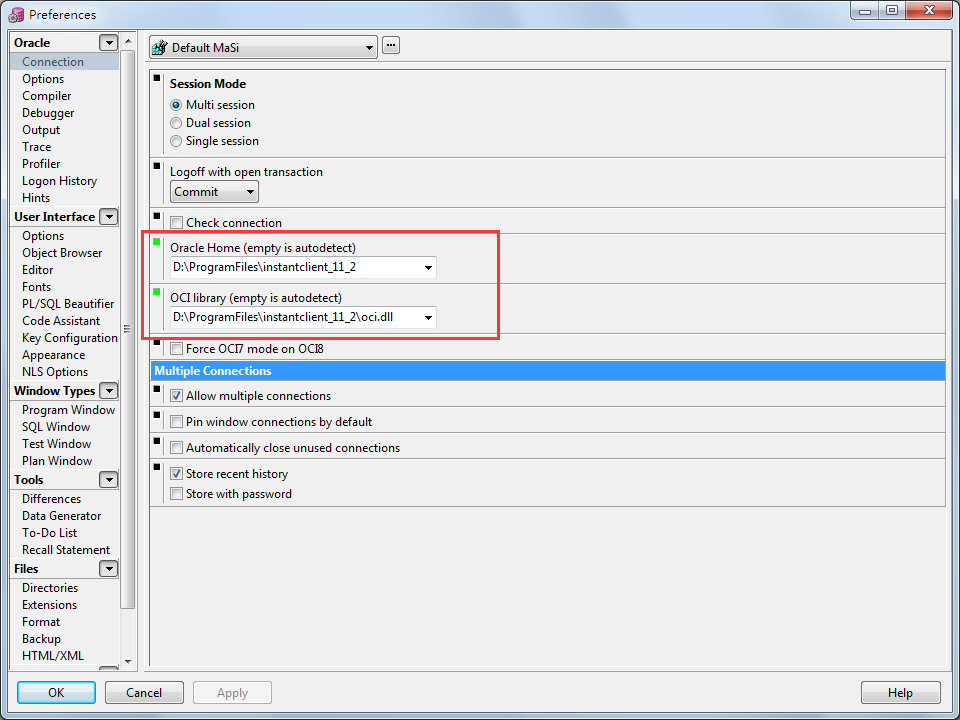 Preferences
Oracle
Connection
Options
Compiler
Debugger
Output
Trace
Profiler
Logon History
Hints
User Interface
Options
Object Browser
Editor
Fonts
PL/SQL Beautifier
Code Assistant
Key Configuration
Appearance
NLS Options
Window Types
Program Window
SQL Window
Test Window
Plan Window
Tools
Differences
Data Generator
To-Do List
Recall Statement
Files
Directories
Extensions
Format
Backup
HTML/XML
Default MaSi
...
Session Mode
Multi session
Dual session
Single session
Logoff with open transaction
Commit
Check connection
Oracle Home (empty is autodetect)
D:\ProgramFiles\instantclient_11_2
OCI library (empty is autodetect)
D:\ProgramFiles\instantclient_11_2\oci.dll
Force OCI7 mode on OCI8
Multiple Connections
Allow multiple connections
Pin window connections by default
Automatically close unused connections
Store recent history
Store with password
OK
Cancel
Apply
Help